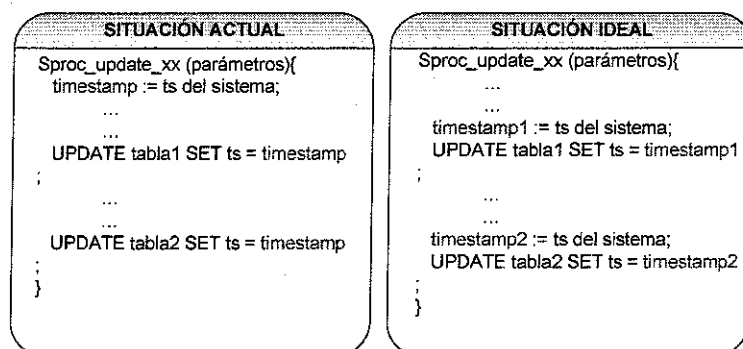 SITUACIÓN ACTUAL
Sproc_update_xx (parámetros){
timestamp := ts del sistema;
...
...
UPDATE tabla1 SET ts = timestamp
;
...
...
UPDATE tabla2 SET ts = timestamp
;
}
SITUACIÓN IDEAL
Sproc_update_xx (parámetros){
...
...
timestamp1 := ts del sistema;
UPDATE tabla1 SET ts = timestamp1
;
...
...
timestamp2 := ts del sistema;
UPDATE tabla2 SET ts = timestamp2
;
}